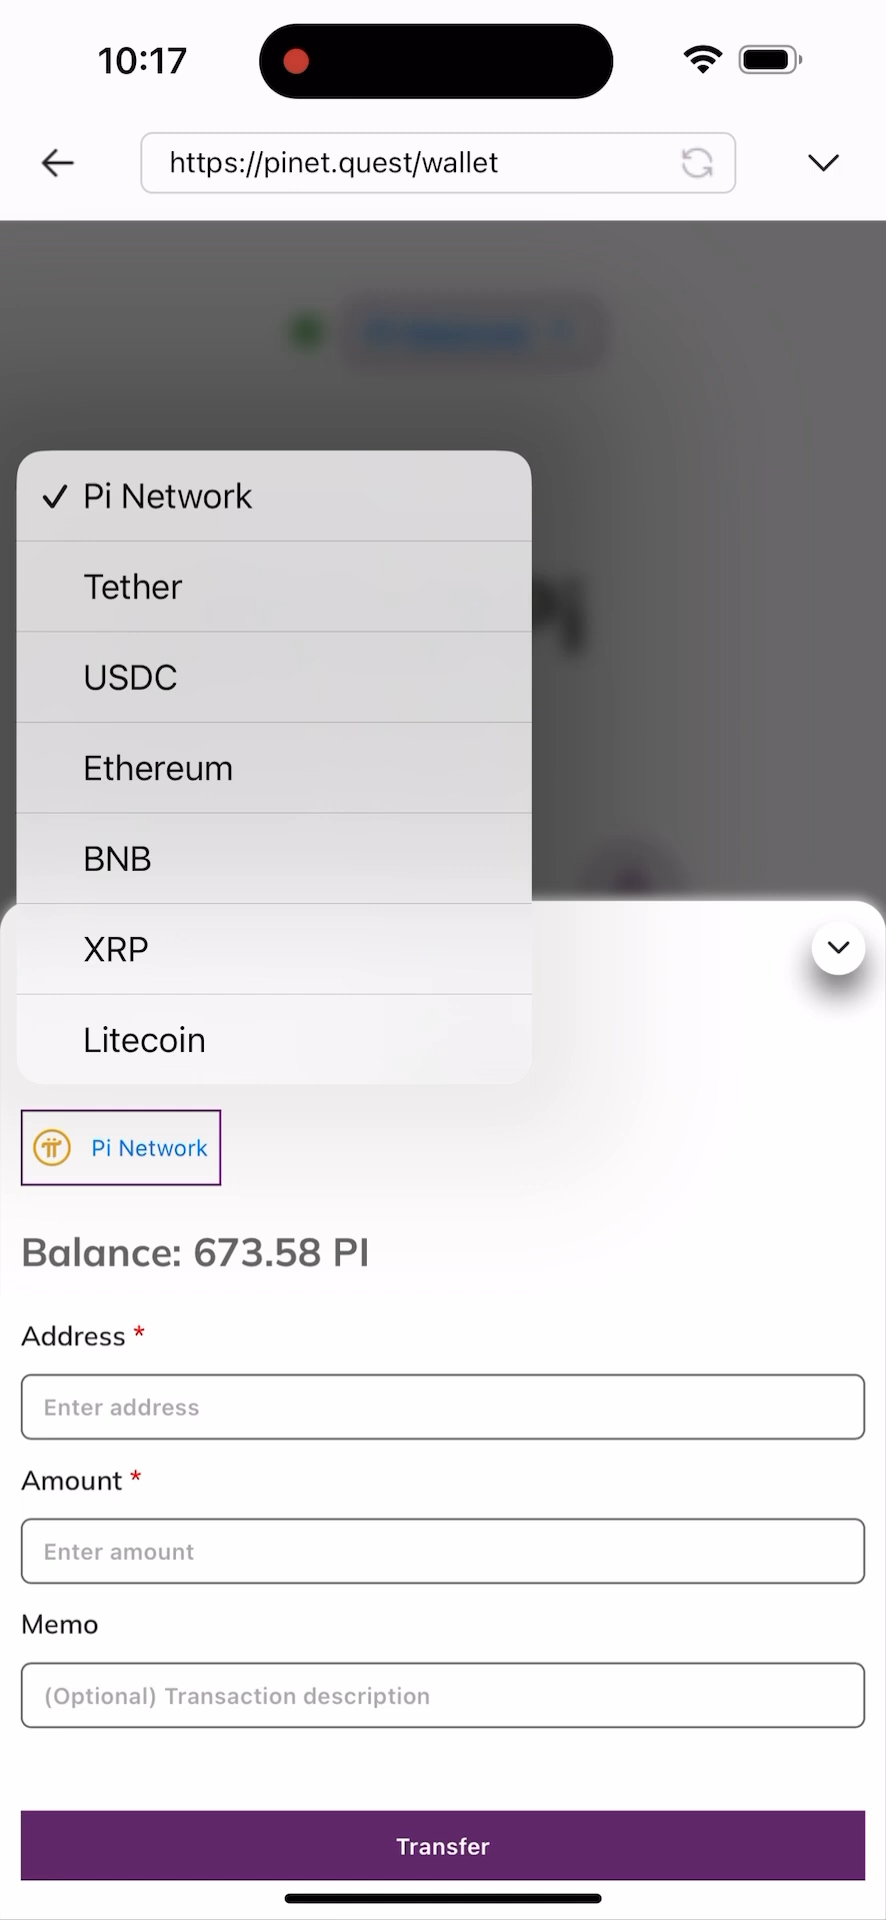 10:17
https://pinet.quest/wallet
Pi Network
Tether
USDC
Ethereum
BNB
XRP
Litecoin
Pi Network
Balance: 673.58 PI
Address *
Enter address
Amount *
Enter amount
Memo
(Optional) Transaction description
Transfer